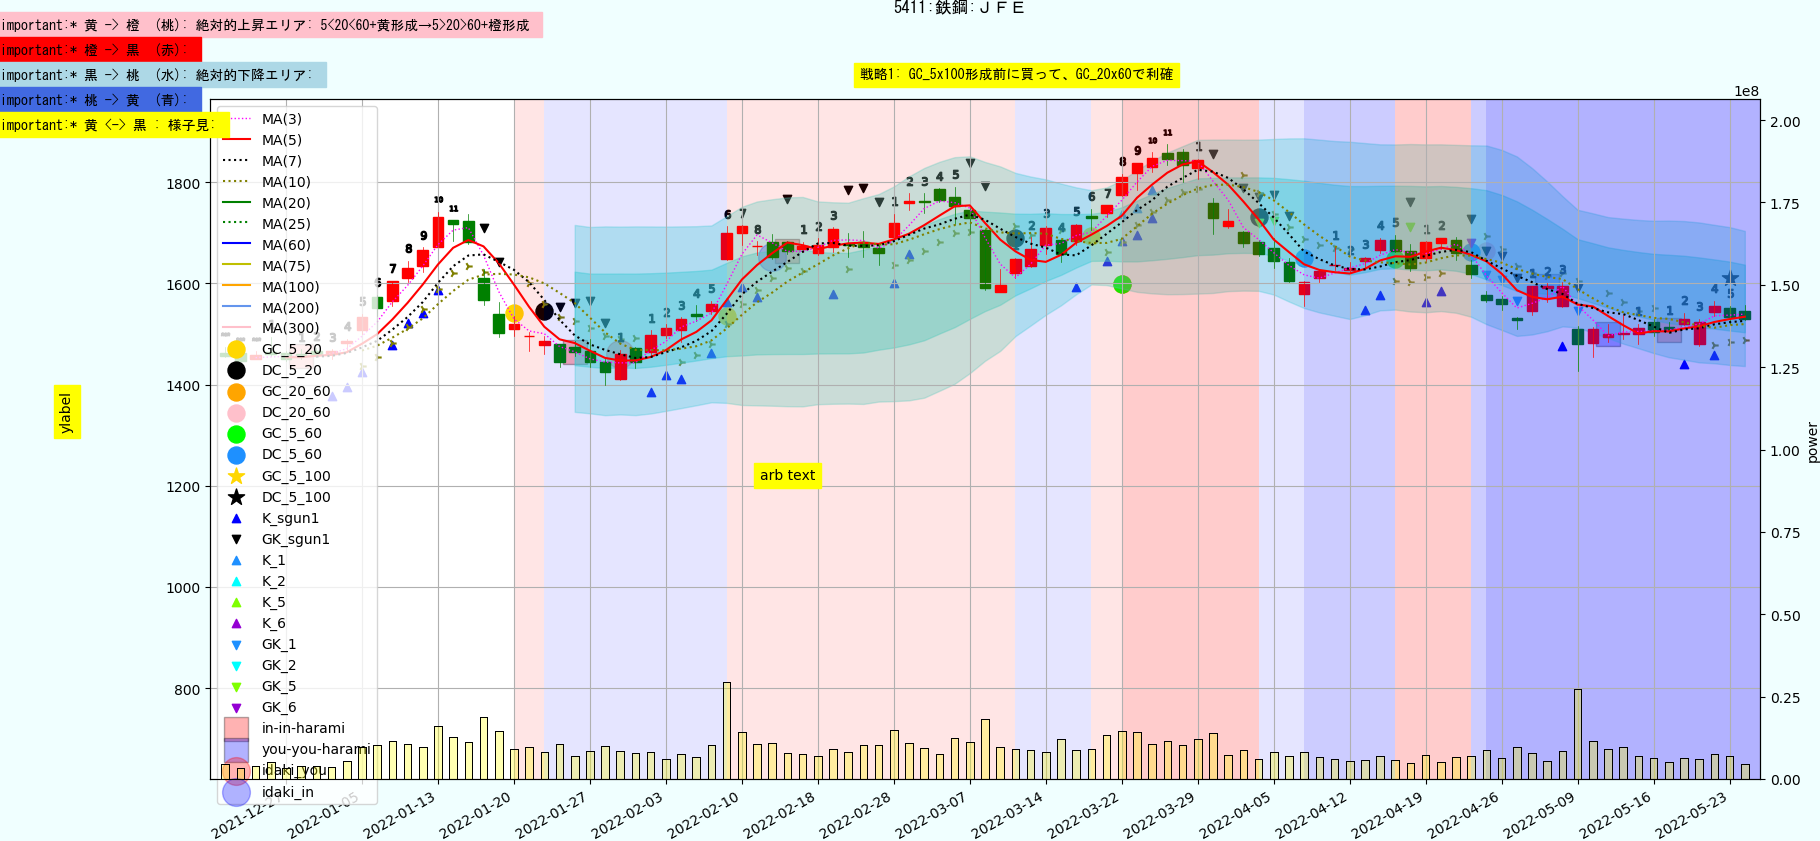 5411:鉄鋼:ＪＦＥ
important:* 黄 -> 橙 (桃): 絶対的上昇エリア: 5<20<60+黄形成→5>20>60+橙形成
important:* 橙 -> 黒 (赤):
important:* 黒 -> 桃 (水): 絶対的下降エリア:
戦略1: GC_5x100形成前に買って、GC_20x60で利確
important:* 桃 -> 黄 (青):
important:* 黄 <-> 黒 : 様子見:
1e8
MA(3)
MA(5)
MA(7)
MA(10)
MA(20)
MA(25)
MA(60)
MA(75)
MA(100)
MA(200)
MA(300)
GC_5_20
DC_5_20
GC_20_60
DC_20_60
GC_5_60
DC_5_60
GC_5_100
DC_5_100
K_sgun1
GK_sgun1
K_1
K_2
K_5
K_6
GK_1
GK_2
GK_5
GK_6
in-in-harami
you-you-harami
idaki_you
idaki_in
ylabel
1800
1600
1400
1200
1000
800
arb text
2.00
1.75
1.50
1.25
1.00
0.75
0.50
0.25
0.00
power
2022-01-05
2022-01-13
2022-01-20
2022-01-27
2022-02-03
2022-02-10
2022-02-18
2022-02-28
2022-03-07
2022-03-14
2022-03-22
2022-03-29
2022-04-05
2022-04-12
2022-04-19
2022-04-26
2022-05-09
2022-05-16
2022-05-23